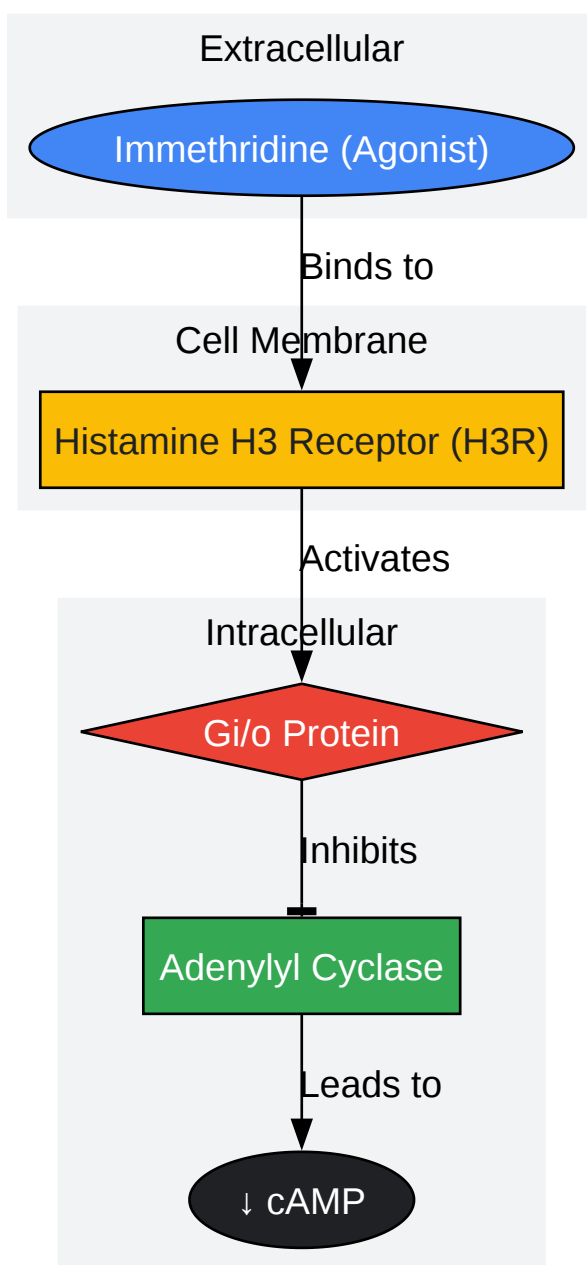 Extracellular
Immethridine (Agonist)
Binds to
Cell Membrane
Histamine H3 Receptor (H3R)
Activates
Intracellular
Gi/o Protein
Inhibits
Adenylyl Cyclase
Leads to
↓ cAMP